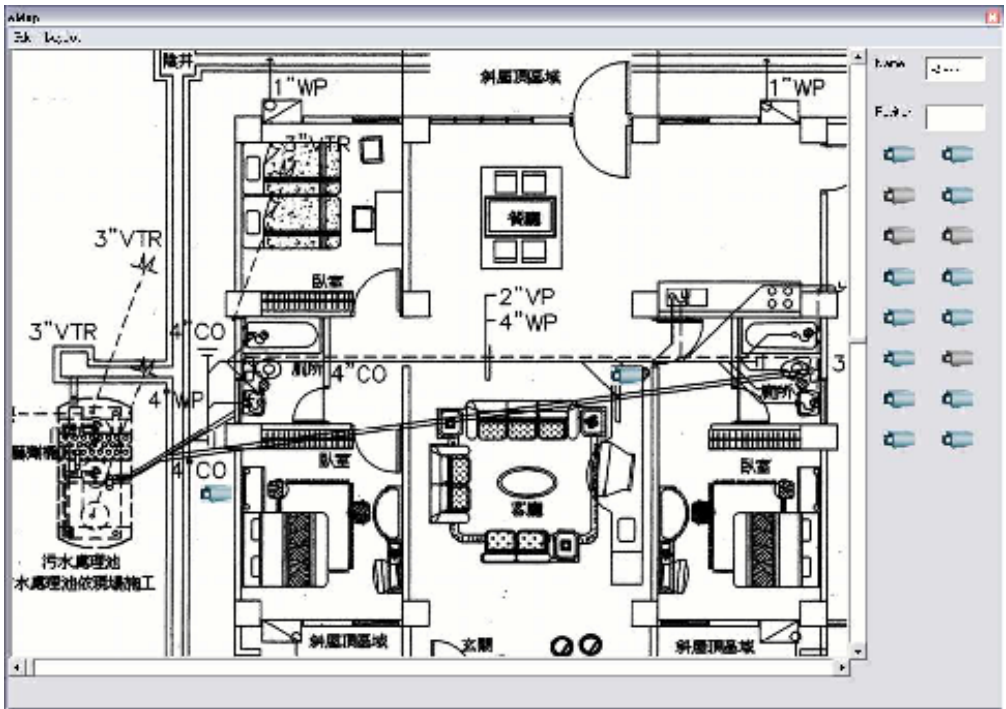 eMap
陰井
1"WP
斜屋頂區域
1"WP
3"VTR
餐廳
3"VTR
臥室
2"VP
4"WP
3"VTR
4"CO
廁所
4"CO
3
4"WP
廁所
臥室
臥室
4"CO
客廳
污水處理池
水處理池依現場施工
斜屋頂區域
玄關
斜屋頂區域
Name